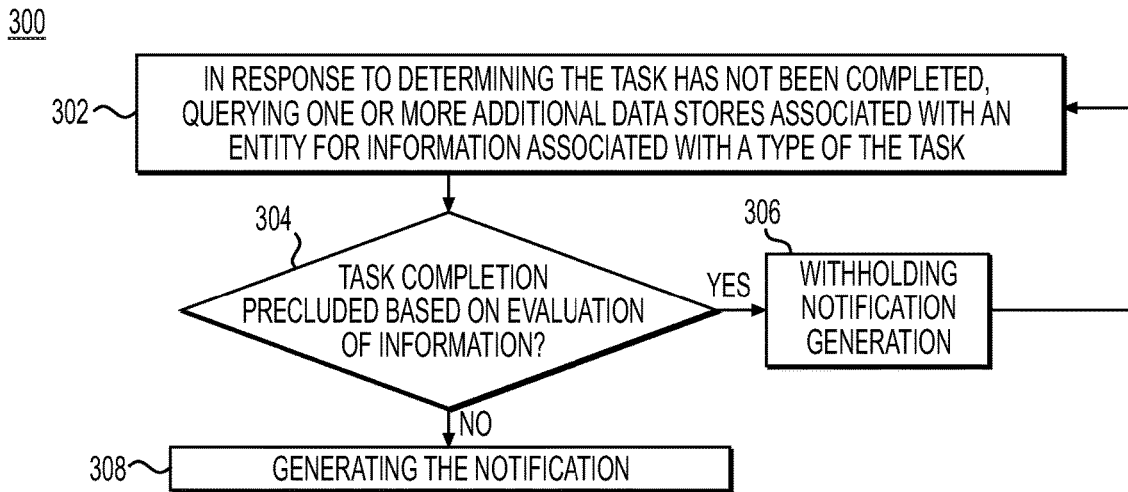 300
302
IN RESPONSE TO DETERMINING THE TASK HAS NOT BEEN COMPLETED,
QUERYING ONE OR MORE ADDITIONAL DATA STORES ASSOCIATED WITH AN
ENTITY FOR INFORMATION ASSOCIATED WITH A TYPE OF THE TASK
304
TASK COMPLETION
PRECLUDED BASED ON EVALUATION
OF INFORMATION?
YES
306
WITHHOLDING
NOTIFICATION
GENERATION
NO
308
GENERATING THE NOTIFICATION